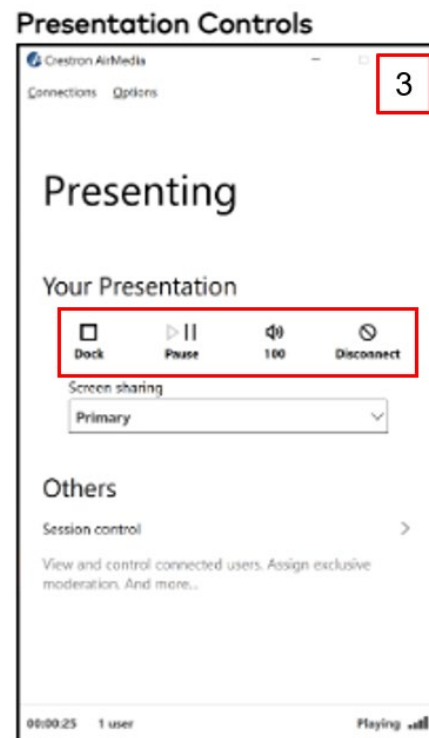 Presentation Controls
Crestron AirMedia
3
Connections Options
Presenting
Your Presentation
Dock Pause 100 Disconnect
Screen sharing
Primary
Others
Session control
View and control connected users. Assign exclusive
moderation. And more..
00:00:25 1 user Playing